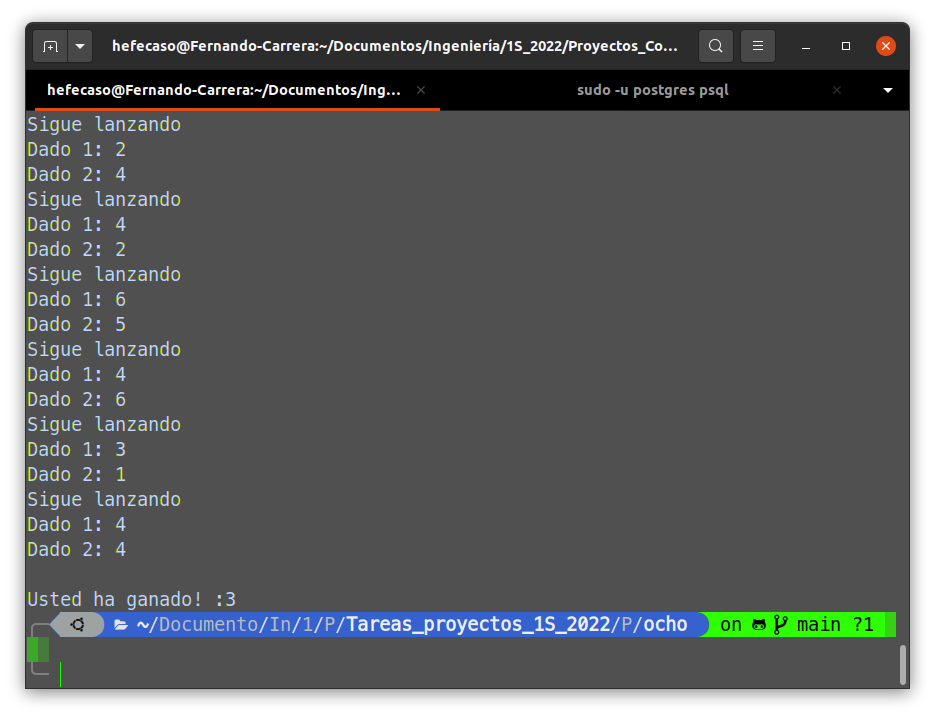 hefecaso@Fernando-Carrera:~/Documentos/Ingeniería/1S_2022/Proyectos_Co...
hefecaso@Fernando-Carrera:~/Documentos/Ing... × sudo -u postgres psql ×
Sigue lanzando
Dado 1: 2
Dado 2: 4
Sigue lanzando
Dado 1: 4
Dado 2: 2
Sigue lanzando
Dado 1: 6
Dado 2: 5
Sigue lanzando
Dado 1: 4
Dado 2: 6
Sigue lanzando
Dado 1: 3
Dado 2: 1
Sigue lanzando
Dado 1: 4
Dado 2: 4
Usted ha ganado! :3
~/Documento/In/1/P/Tareas_proyectos_1S_2022/P/ocho on main ?1